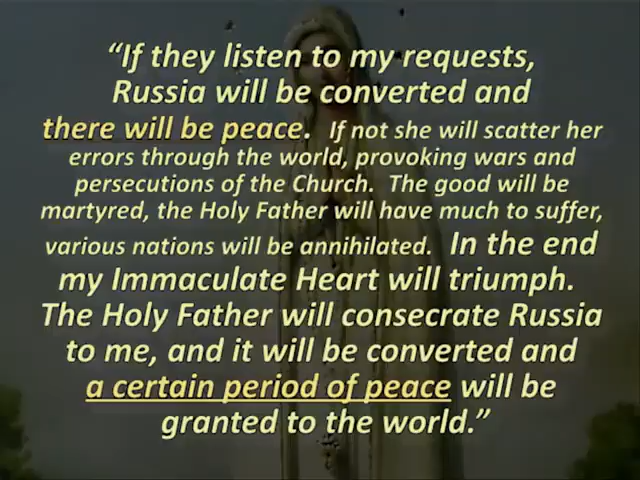 “If they listen to my requests,
Russia will be converted and
there will be peace. If not she will scatter her
errors through the world, provoking wars and
persecutions of the Church. The good will be
martyred, the Holy Father will have much to suffer,
various nations will be annihilated. In the end
my Immaculate Heart will triumph.
The Holy Father will consecrate Russia
to me, and it will be converted and
a certain period of peace will be
granted to the world.”